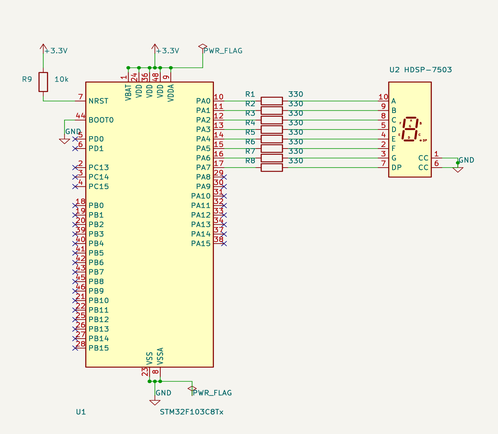 +3.3V
+3.3V
PWR_FLAG
R9
10k
1
24
36
48
9
VBAT
VDD
VDD
VDD
VDDA
U2 HDSP-7503
7 NRST
44 BOOT0
GND
5 PD0
6 PD1
2 PC13
3 PC14
4 PC15
18 PB0
19 PB1
20 PB2
39 PB3
40 PB4
41 PB5
42 PB6
43 PB7
45 PB8
46 PB9
21 PB10
22 PB11
25 PB12
26 PB13
27 PB14
28 PB15
PA0 10
PA1 11
PA2 12
PA3 13
PA4 14
PA5 15
PA6 16
PA7 17
PA8 29
PA9 30
PA10 31
PA11 32
PA12 33
PA13 34
PA14 37
PA15 38
R1 330
R2 330
R3 330
R4 330
R5 330
R6 330
R7 330
R8 330
10 A
9 B
8 C
5 D
4 E
2 F
3 G
7 DP
CC 1
CC 6
GND
VSS
VSSA
23
8
GND
PWR_FLAG
U1
STM32F103C8Tx